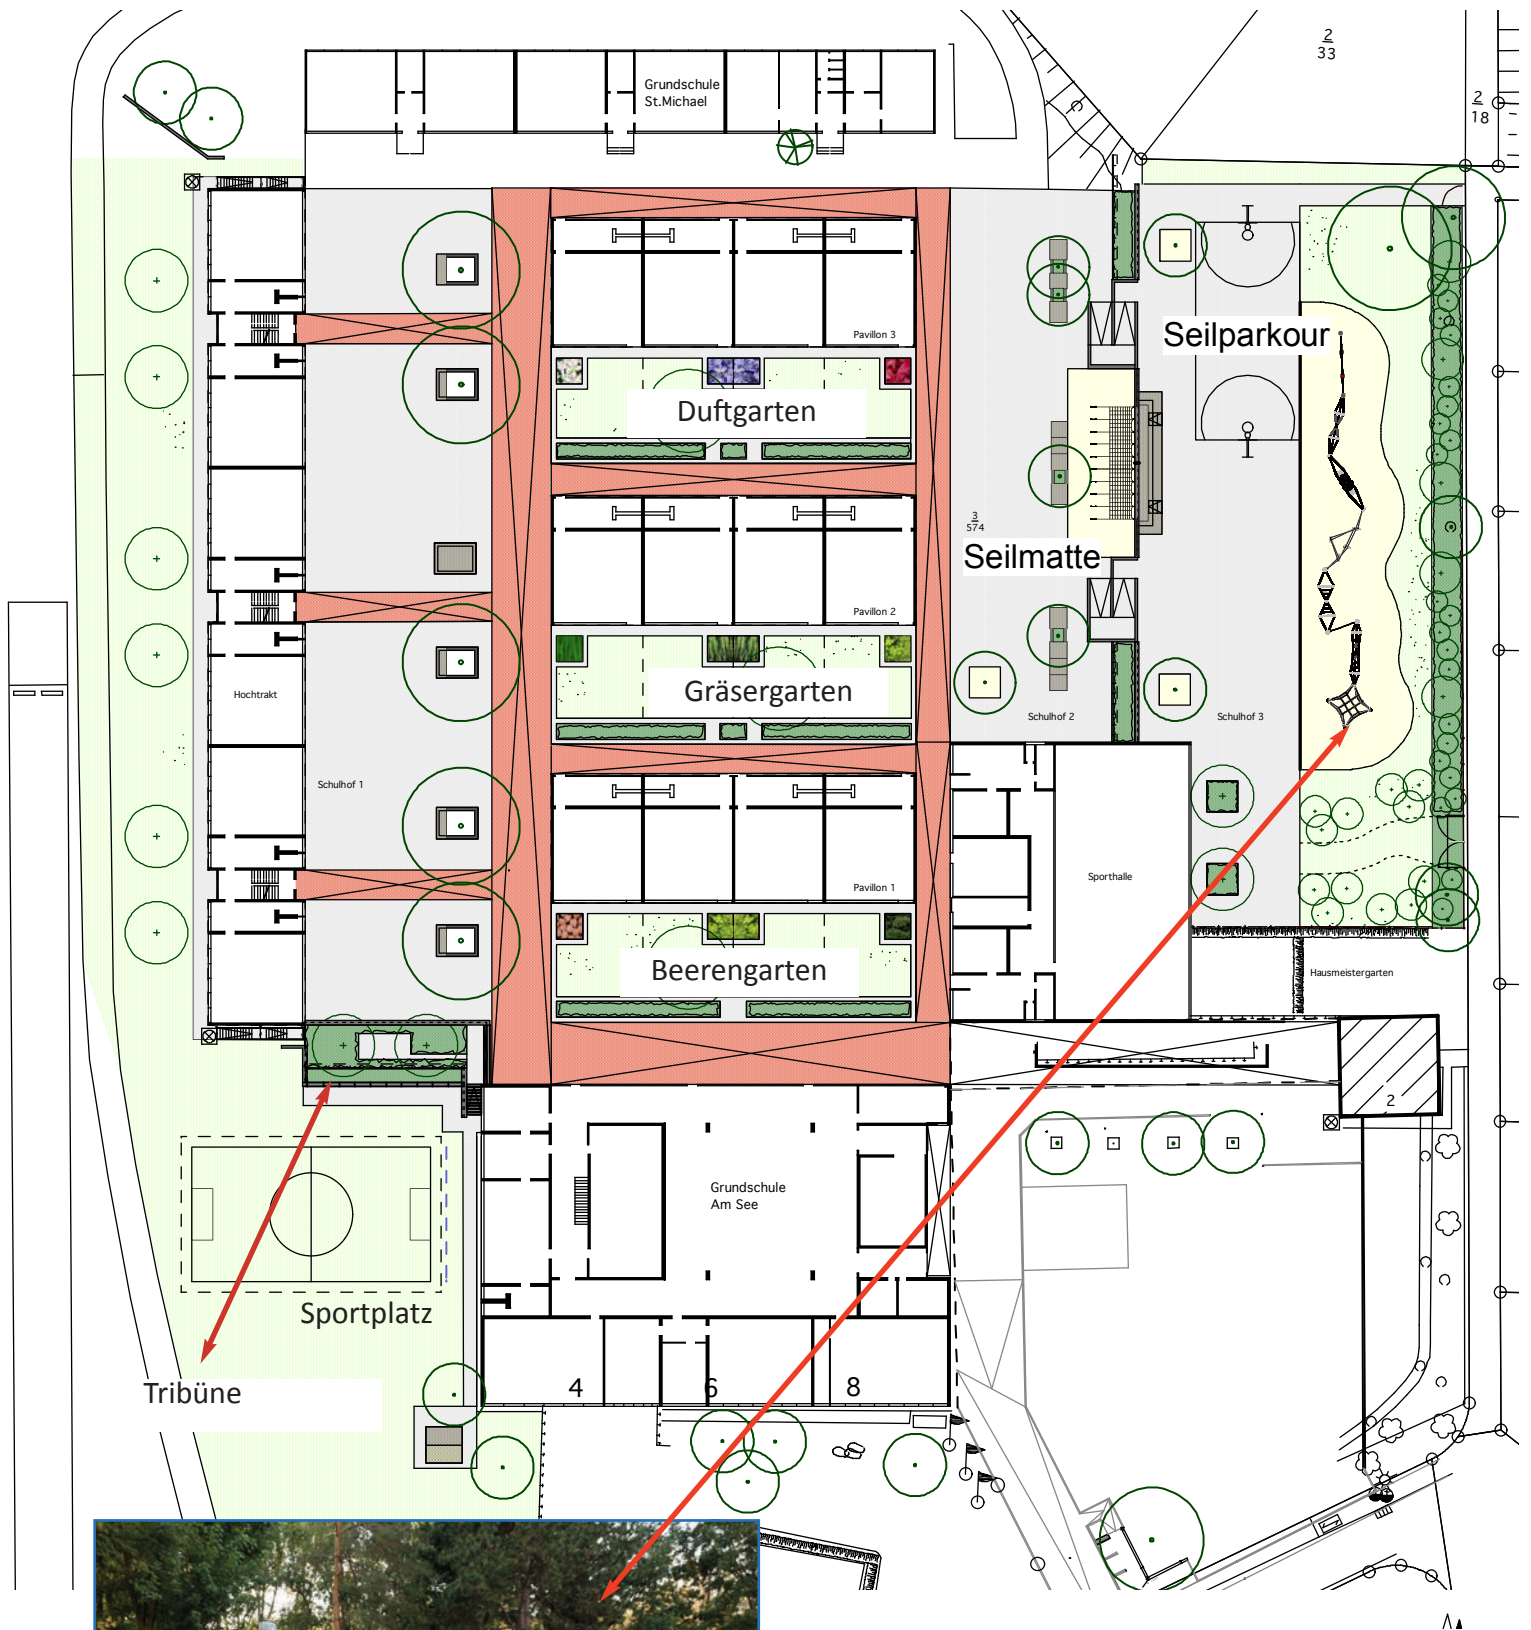 2
33
2
18
Grundschule
St.Michael
Pavillon 3
Seilparkour
Duftgarten
3
574
Seilmatte
Pavillon 2
Hochtrakt
Gräsergarten
Schulhof 2
Schulhof 3
Schulhof 1
Pavillon 1
Sporthalle
Beerengarten
Hausmeistergarten
2
Grundschule
Am See
Sportplatz
Tribüne
4
6
8